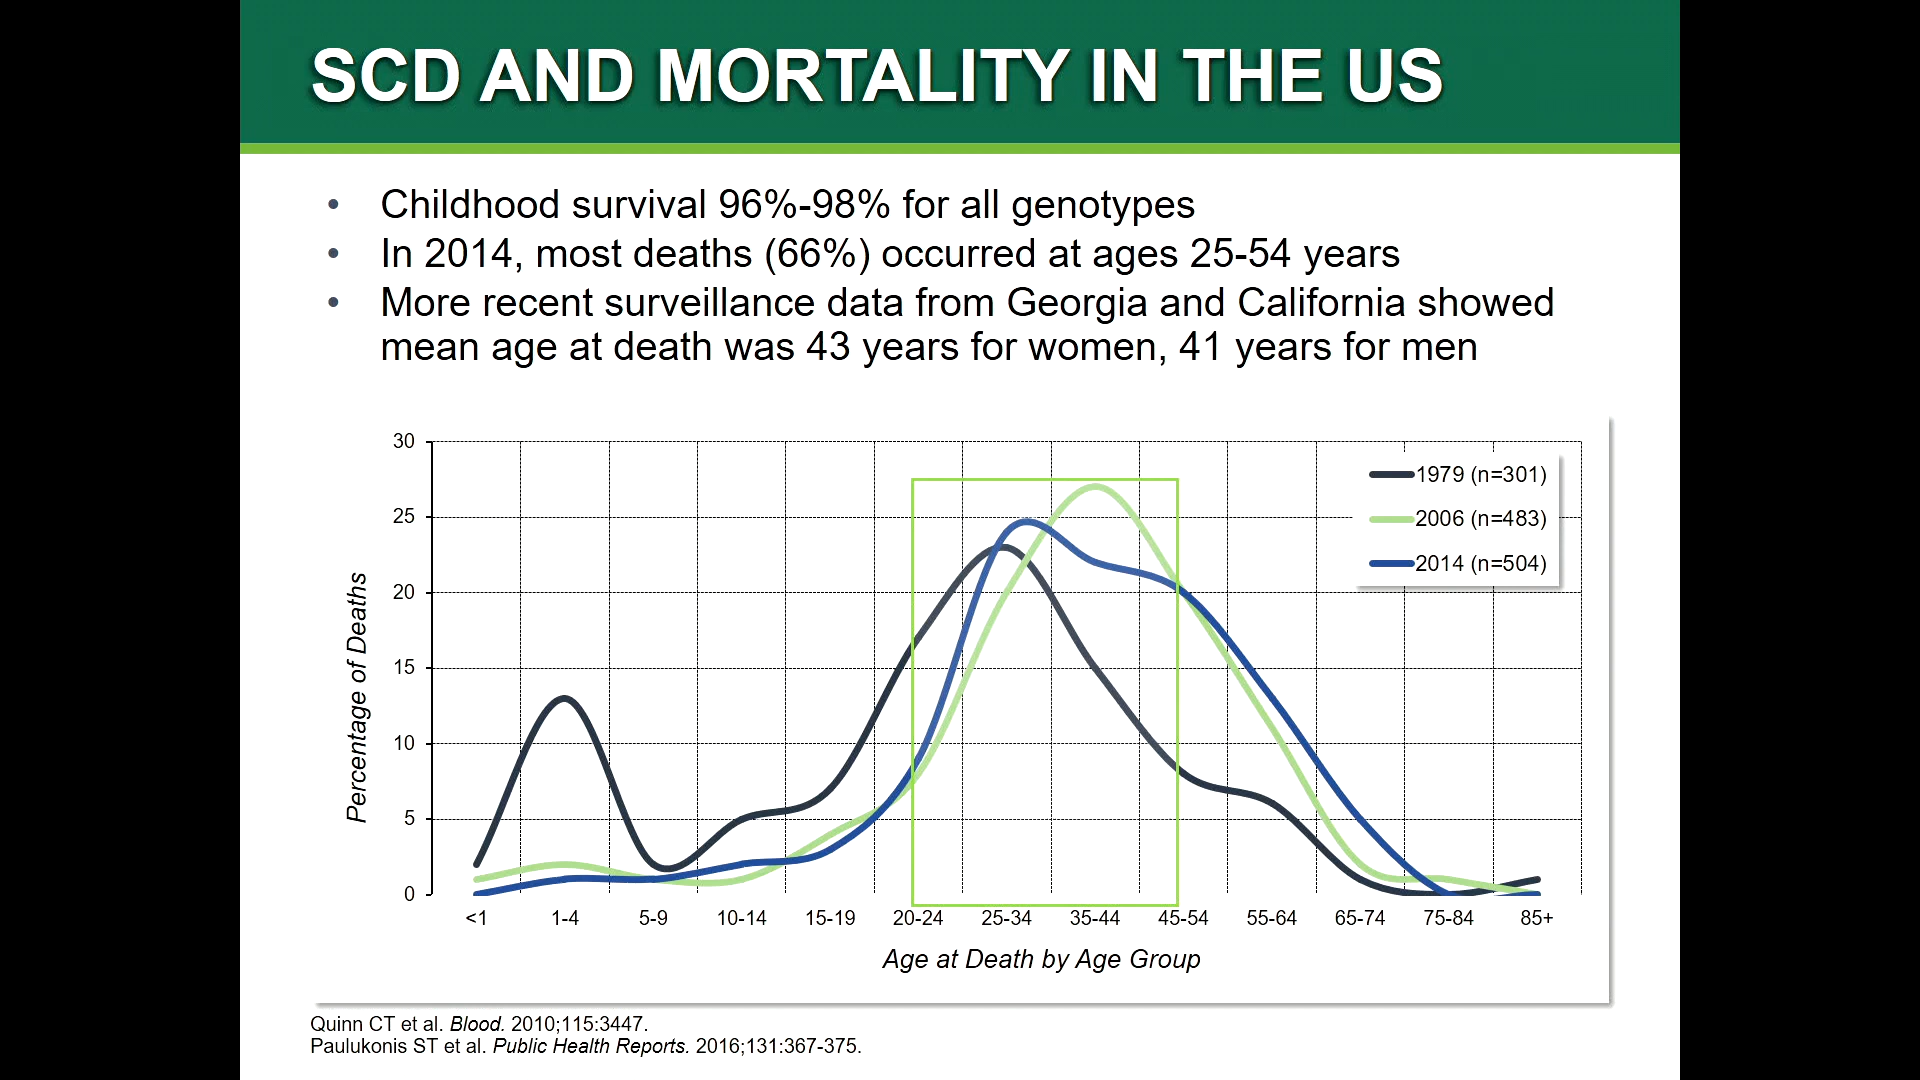 SCD AND MORTALITY IN THE US
• Childhood survival 96%-98% for all genotypes
• In 2014, most deaths (66%) occurred at ages 25-54 years
• More recent surveillance data from Georgia and California showed
mean age at death was 43 years for women, 41 years for men
30
25
20
15
10
5
0
Percentage of Deaths
1979 (n=301)
2006 (n=483)
2014 (n=504)
<1 1-4 5-9 10-14 15-19 20-24 25-34 35-44 45-54 55-64 65-74 75-84 85+
Age at Death by Age Group
Quinn CT et al. Blood. 2010;115:3447.
Paulukonis ST et al. Public Health Reports. 2016;131:367-375.